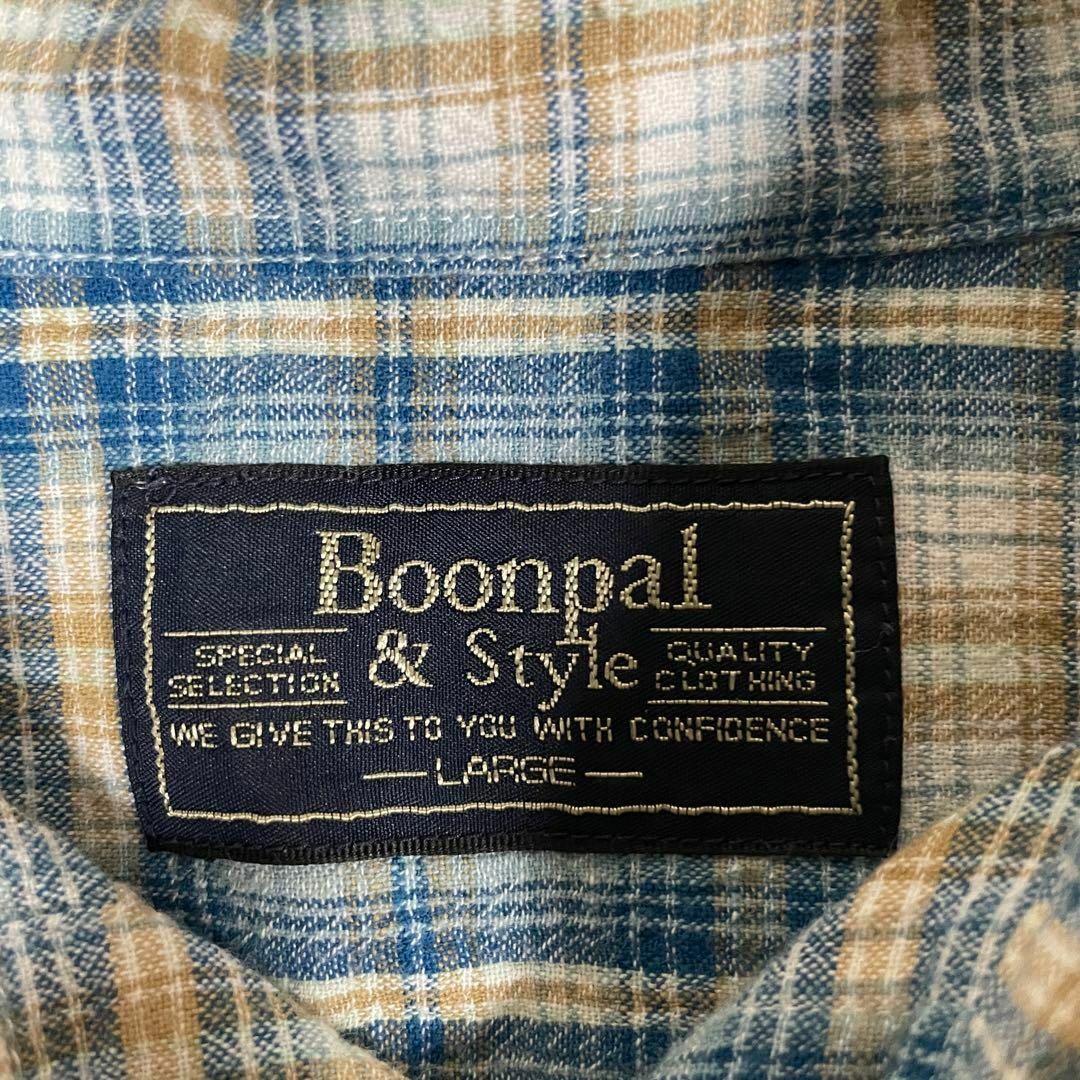 Boonpal
& Style
SPECIAL
SELECTION
QUALITY
CLOTHING
WE GIVE THIS TO YOU WITH CONFIDENCE
LARGE